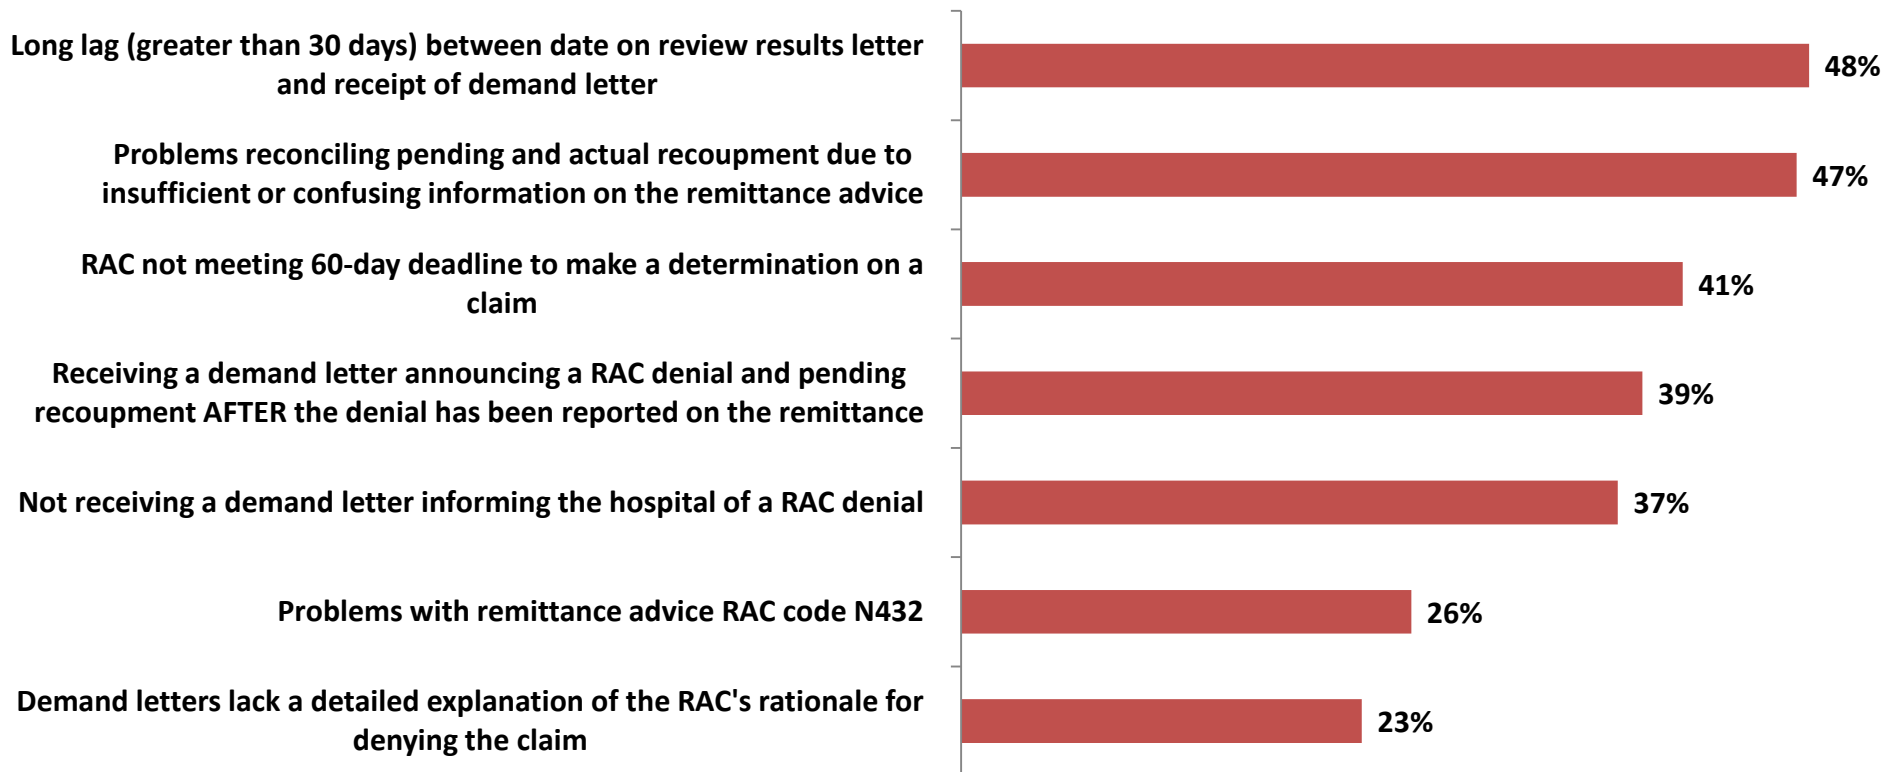 Long lag (greater than 30 days) between date on review results letter
and receipt of demand letter
48%
Problems reconciling pending and actual recoupment due to
insufficient or confusing information on the remittance advice
47%
RAC not meeting 60-day deadline to make a determination on a
claim
41%
Receiving a demand letter announcing a RAC denial and pending
recoupment AFTER the denial has been reported on the remittance
39%
Not receiving a demand letter informing the hospital of a RAC denial
37%
Problems with remittance advice RAC code N432
26%
Demand letters lack a detailed explanation of the RAC's rationale for
denying the claim
23%